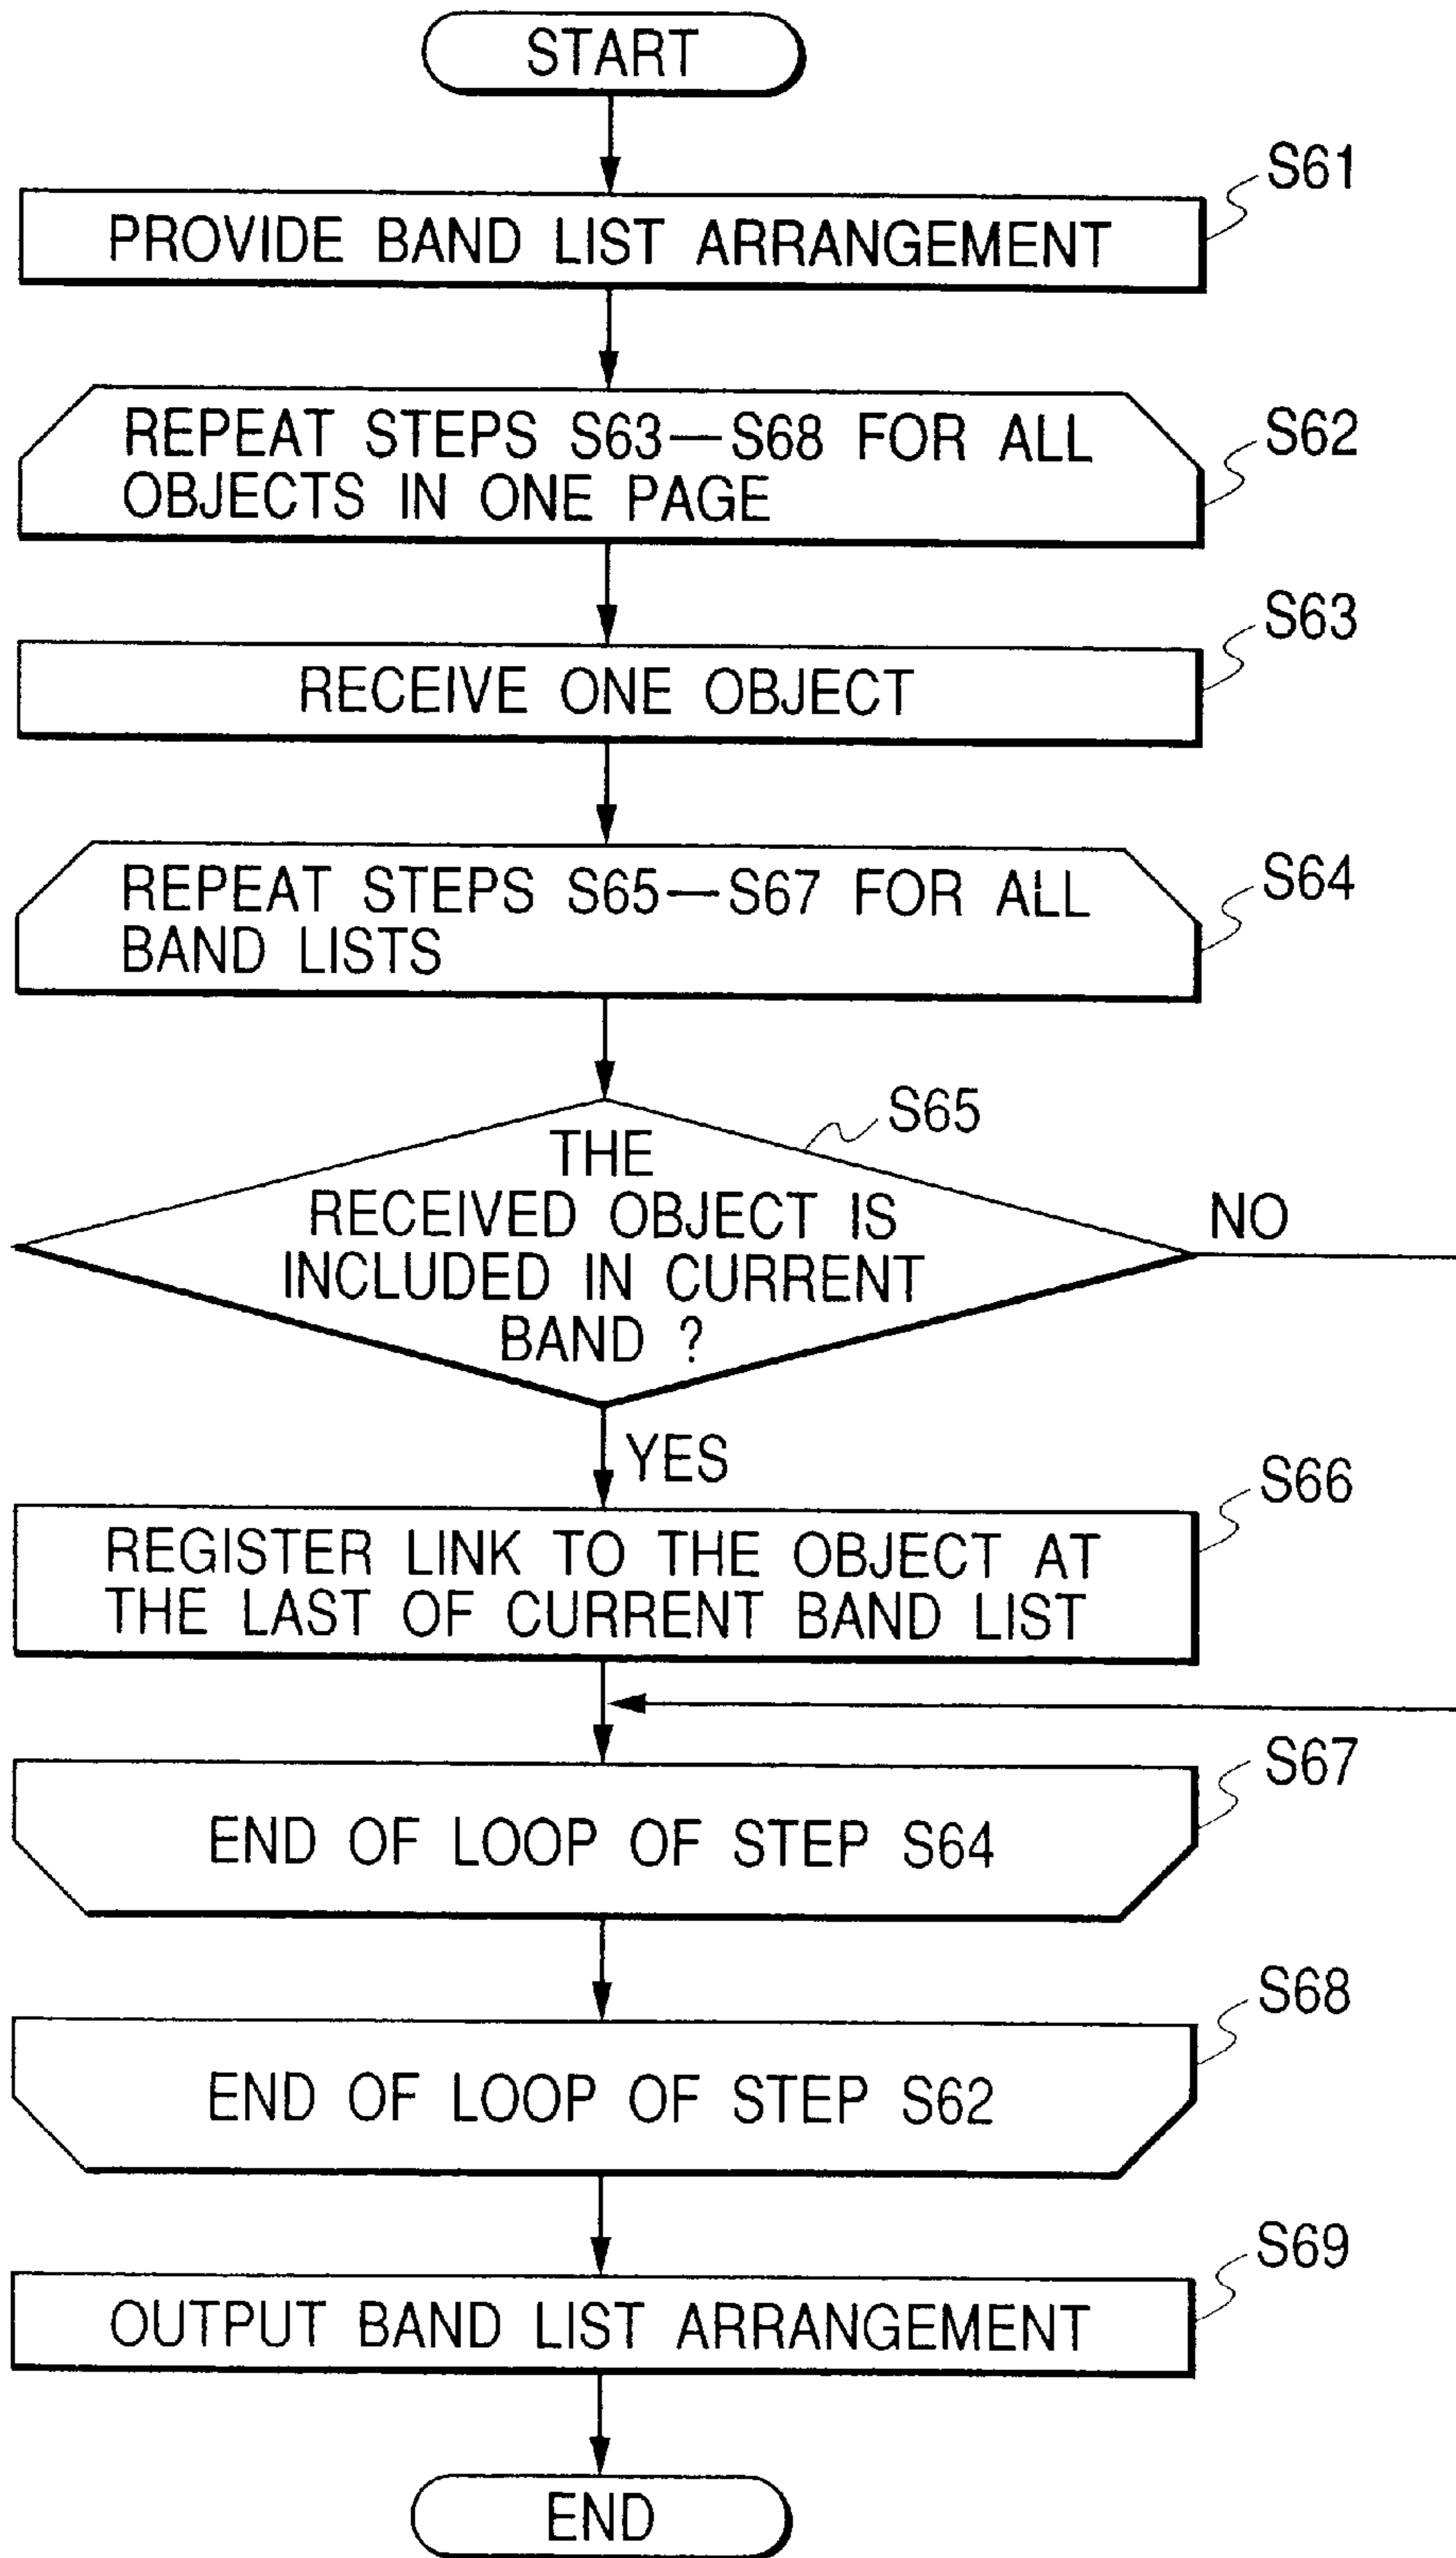 START
S61
PROVIDE BAND LIST ARRANGEMENT
REPEAT STEPS S63—S68 FOR ALL
OBJECTS IN ONE PAGE
S62
S63
RECEIVE ONE OBJECT
REPEAT STEPS S65—S67 FOR ALL
BAND LISTS
S64
S65
THE
RECEIVED OBJECT IS
INCLUDED IN CURRENT
BAND ?
NO
YES
S66
REGISTER LINK TO THE OBJECT AT
THE LAST OF CURRENT BAND LIST
S67
END OF LOOP OF STEP S64
S68
END OF LOOP OF STEP S62
S69
OUTPUT BAND LIST ARRANGEMENT
END